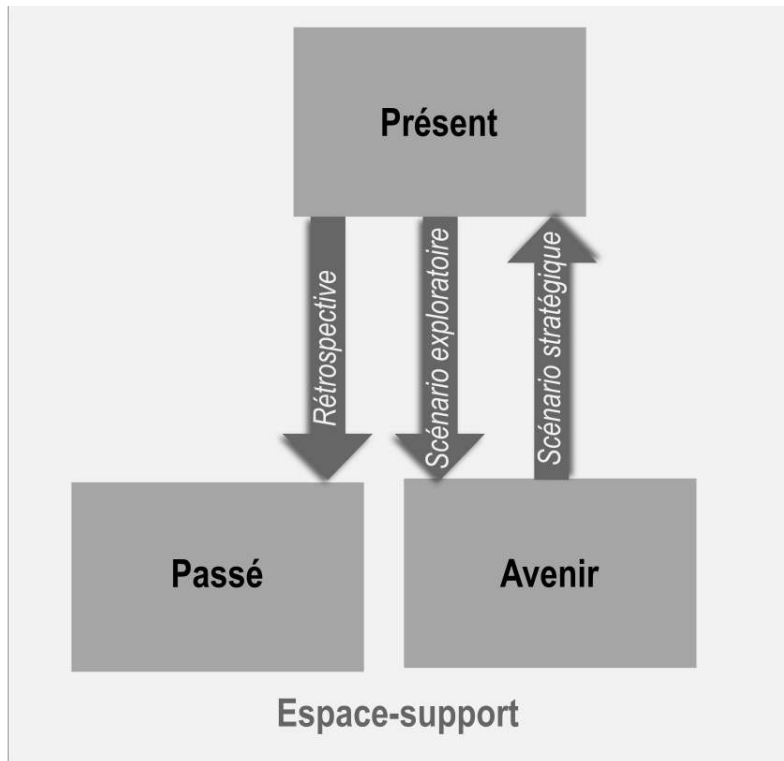 Présent
Rétrospective
Scénario exploratoire
Scénario stratégique
Passé
Avenir
Espace-support